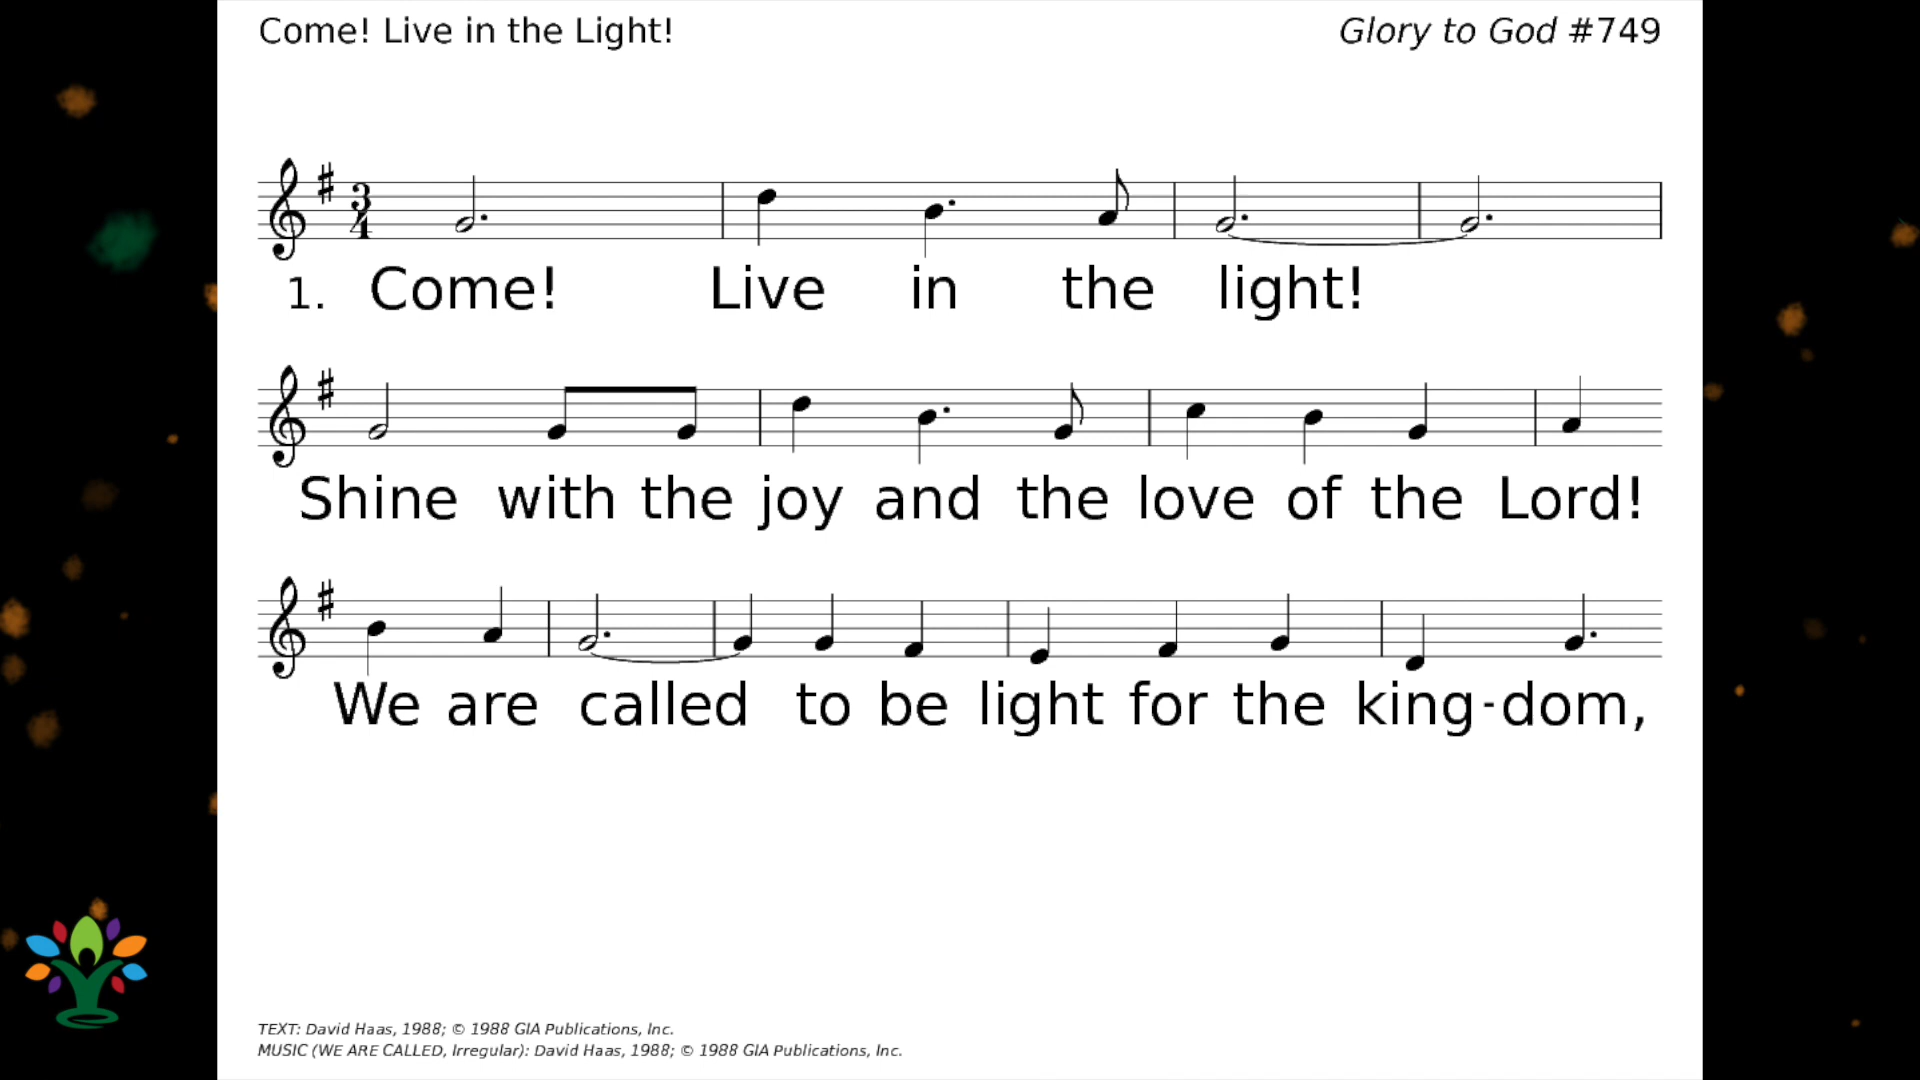 Come! Live in the Light!
Glory to God #749
1. Come! Live in the light!
Shine with the joy and the love of the Lord!
We are called to be light for the king-dom,
TEXT: David Haas, 1988; © 1988 GIA Publications, Inc.
MUSIC (WE ARE CALLED, Irregular): David Haas, 1988; © 1988 GIA Publications, Inc.